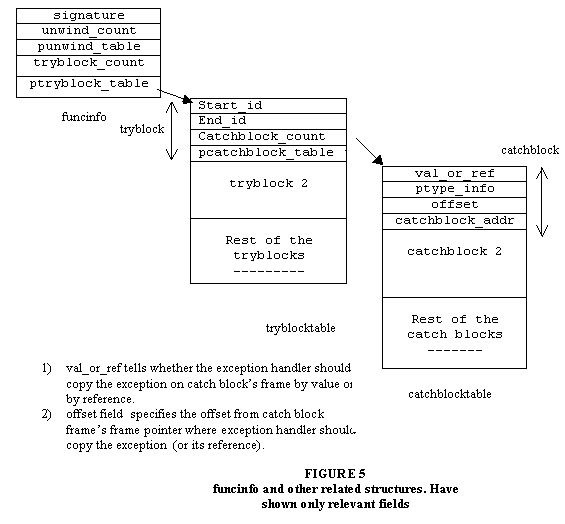 signature
unwind_count
punwind_table
tryblock_count
ptryblock_table
funcinfo
tryblock
Start_id
End_id
Catchblock_count
pcatchblock_table
tryblock 2
Rest of the
tryblocks
---------
tryblocktable
catchblock
val_or_ref
ptype_info
offset
catchblock_addr
catchblock 2
Rest of the
catch blocks
-------
catchblocktable
1) val_or_ref tells whether the exception handler should
copy the exception on catch block's frame by value or
by reference.
2) offset field specifies the offset from catch block
frame's frame pointer where exception handler should
copy the exception (or its reference).
FIGURE 5
funcinfo and other related structures. Have
shown only relevant fields